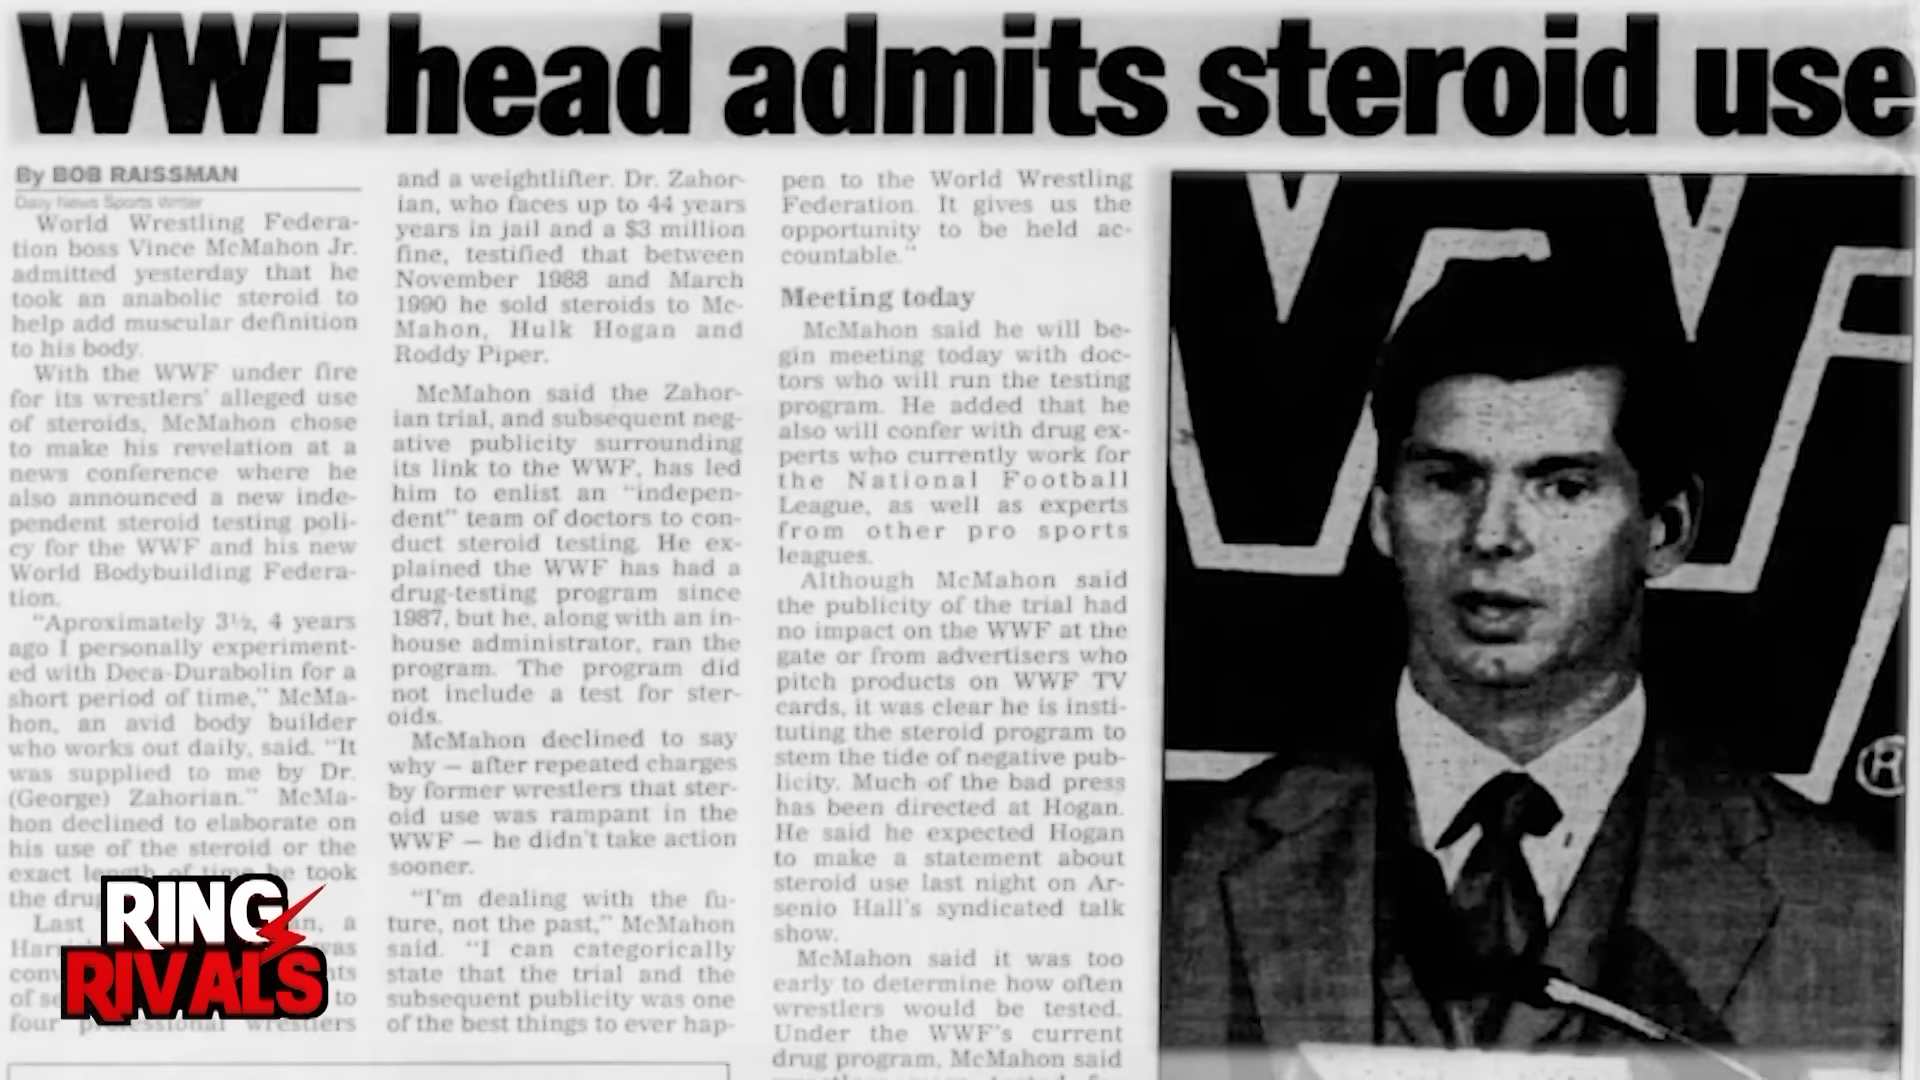 WWF head admits steroid use
By BOB RAISSMAN
Daily News Sports Writer
World Wrestling Federa-
tion boss Vince McMahon Jr.
admitted yesterday that he
took an anabolic steroid to
help add muscular definition
to his body.
With the WWF under fire
for its wrestlers' alleged use
of steroids, McMahon chose
to make his revelation at a
news conference where he
also announced a new inde-
pendent steroid testing poli-
cy for the WWF and his new
World Bodybuilding Federa-
tion.
"Aproximately 3½, 4 years
ago I personally experiment-
ed with Deca-Durabolin for a
short period of time," McMa-
hon, an avid body builder
who works out daily, said. "It
was supplied to me by Dr.
(George) Zahorian." McMa-
hon declined to elaborate on
his use of the steroid or the
exact length of time he took
the drug
Last an, a
was
of to
four professional wrestlers
and a weightlifter. Dr. Zahor-
ian, who faces up to 44 years
years in jail and a $3 million
fine, testified that between
November 1988 and March
1990 he sold steroids to Mc-
Mahon, Hulk Hogan and
Roddy Piper.
McMahon said the Zahor-
ian trial, and subsequent neg-
ative publicity surrounding
its link to the WWF, has led
him to enlist an "indepen-
dent" team of doctors to con-
duct steroid testing. He ex-
plained the WWF has had a
drug-testing program since
1987, but he, along with an in-
house administrator, ran the
program. The program did
not include a test for ster-
oids.
McMahon declined to say
why — after repeated charges
by former wrestlers that ster-
oid use was rampant in the
WWF — he didn't take action
sooner.
"I'm dealing with the fu-
ture, not the past," McMahon
said. "I can categorically
state that the trial and the
subsequent publicity was one
of the best things to ever hap-
pen to the World Wrestling
Federation. It gives us the
opportunity to be held ac-
countable."
Meeting today
McMahon said he will be-
gin meeting today with doc-
tors who will run the testing
program. He added that he
also will confer with drug ex-
perts who currently work for
the National Football
League, as well as experts
from other pro sports
leagues.
Although McMahon said
the publicity of the trial had
no impact on the WWF at the
gate or from advertisers who
pitch products on WWF TV
cards, it was clear he is insti-
tuting the steroid program to
stem the tide of negative pub-
licity. Much of the bad press
has been directed at Hogan.
He said he expected Hogan
to make a statement about
steroid use last night on Ar-
senio Hall's syndicated talk
show.
McMahon said it was too
early to determine how often
wrestlers would be tested.
Under the WWF's current
drug program, McMahon said
®
RING
RIVALS